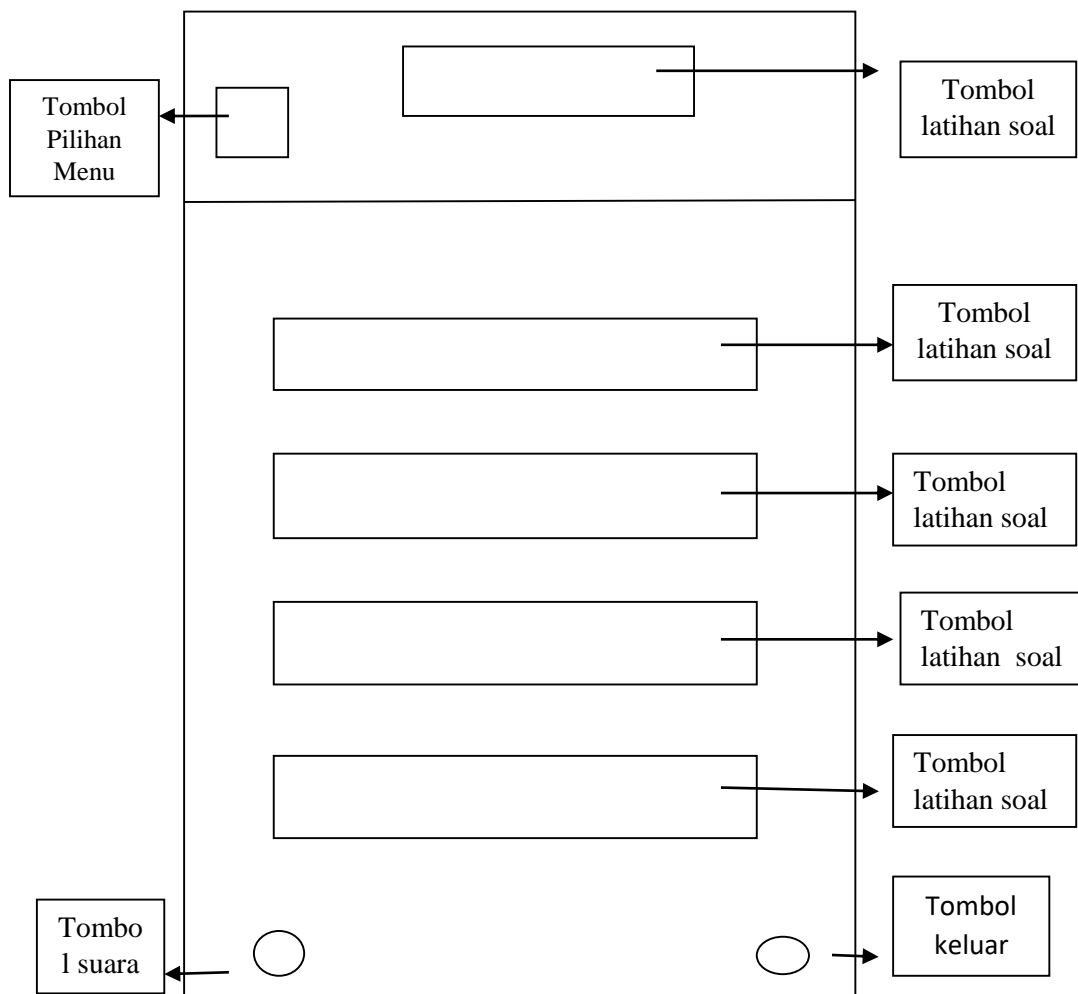 Tombol
Pilihan
Menu
Tombol
latihan soal
Tombol
latihan soal
Tombol
latihan soal
Tombol
latihan  soal
Tombol
latihan soal
Tombo
l suara
Tombol
keluar